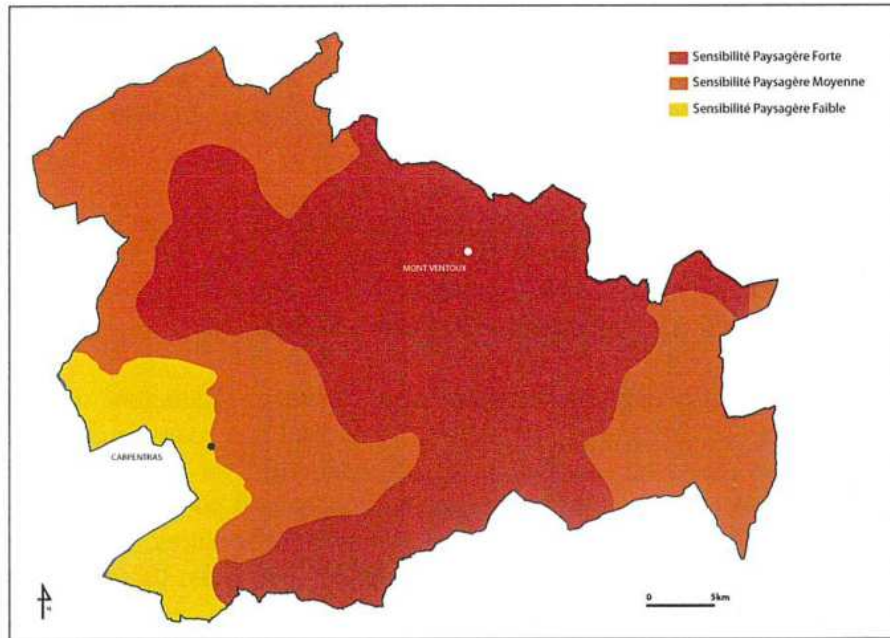 Sensibilité Paysagère Forte
Sensibilité Paysagère Moyenne
Sensibilité Paysagère Faible
MONT VENTOUX
CARPENTRAS
N
0 5km